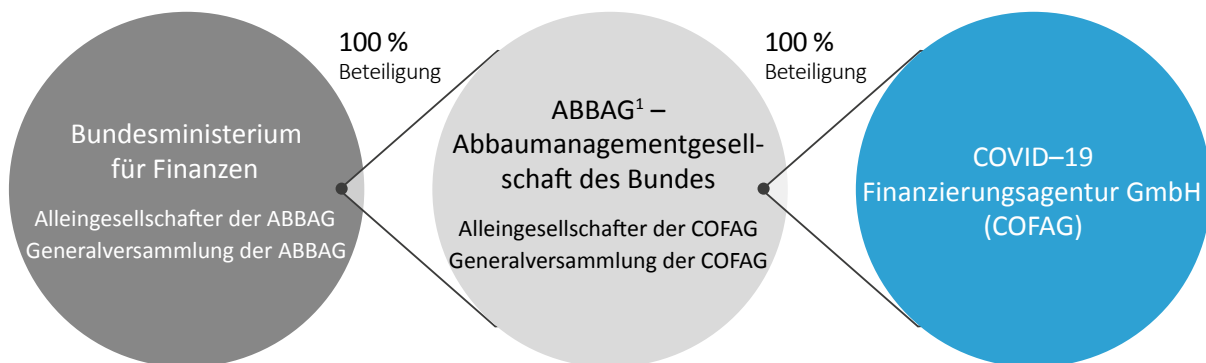 Bundesministerium
für Finanzen
Alleingesellschafter der ABBAG
Generalversammlung der ABBAG
100 %
Beteiligung
ABBAG¹ –
Abbaumanagementgesell-
schaft des Bundes
Alleingesellschafter der COFAG
Generalversammlung der COFAG
100 %
Beteiligung
COVID–19
Finanzierungsagentur GmbH
(COFAG)